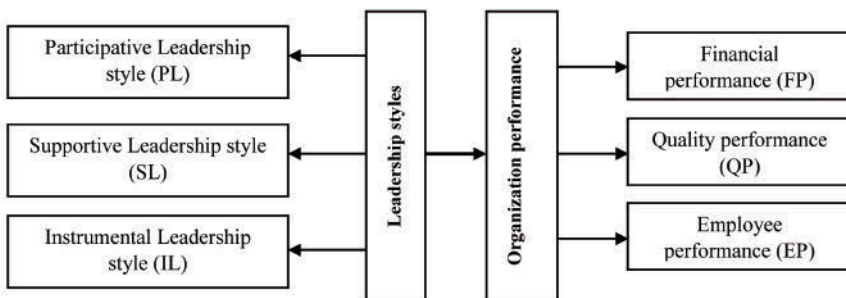 Participative Leadership
style (PL)
Supportive Leadership style
(SL)
Instrumental Leadership
style (IL)
Leadership styles
Organization performance
Financial
performance (FP)
Quality performance
(QP)
Employee
performance (EP)